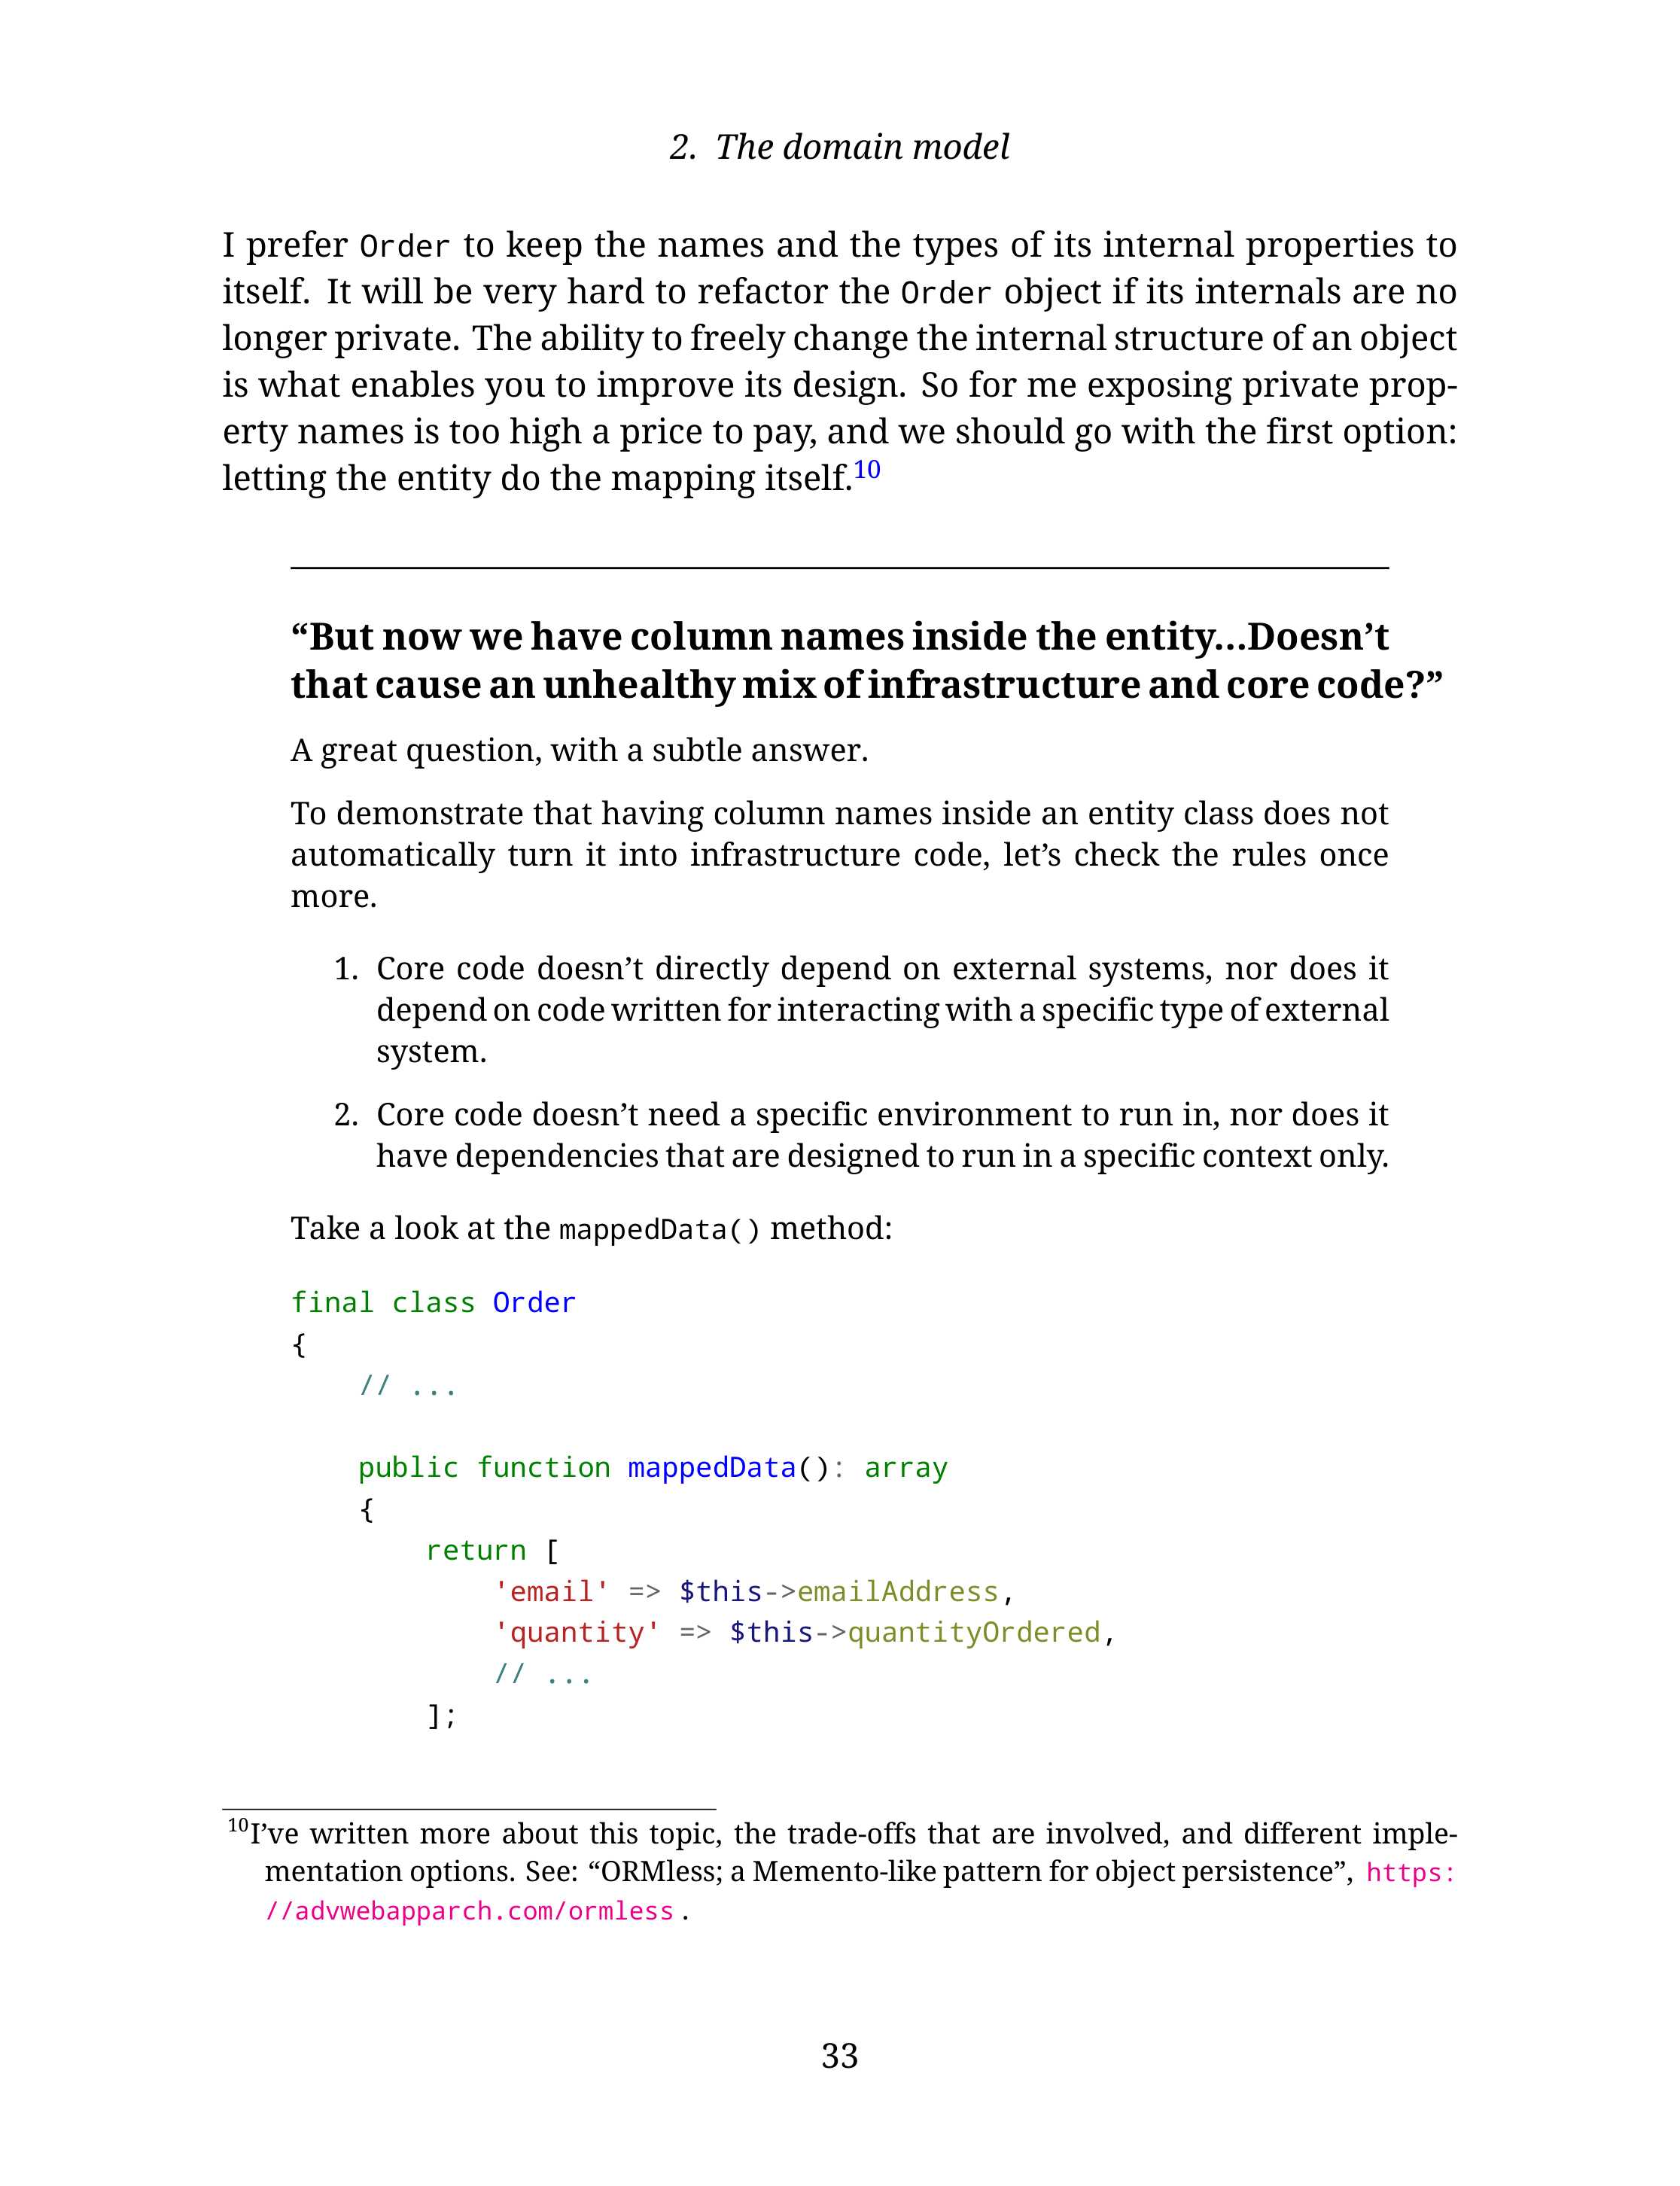 2. The domain model
I prefer Order to keep the names and the types of its internal properties to
itself. It will be very hard to refactor the Order object if its internals are no
longer private. The ability to freely change the internal structure of an object
is what enables you to improve its design. So for me exposing private prop-
erty names is too high a price to pay, and we should go with the first option:
letting the entity do the mapping itself.10
“But now we have column names inside the entity…Doesn’t
that cause an unhealthy mix of infrastructure and core code?”
A great question, with a subtle answer.
To demonstrate that having column names inside an entity class does not
automatically turn it into infrastructure code, let’s check the rules once
more.
1. Core code doesn’t directly depend on external systems, nor does it
depend on code written for interacting with a specific type of external
system.
2. Core code doesn’t need a specific environment to run in, nor does it
have dependencies that are designed to run in a specific context only.
Take a look at the mappedData() method:
final class Order
{
    // ...
    public function mappedData(): array
    {
        return [
            'email' => $this->emailAddress,
            'quantity' => $this->quantityOrdered,
            // ...
        ];
10I’ve written more about this topic, the trade-offs that are involved, and different imple-
mentation options. See: “ORMless; a Memento-like pattern for object persistence”, https:
//advwebapparch.com/ormless.
33